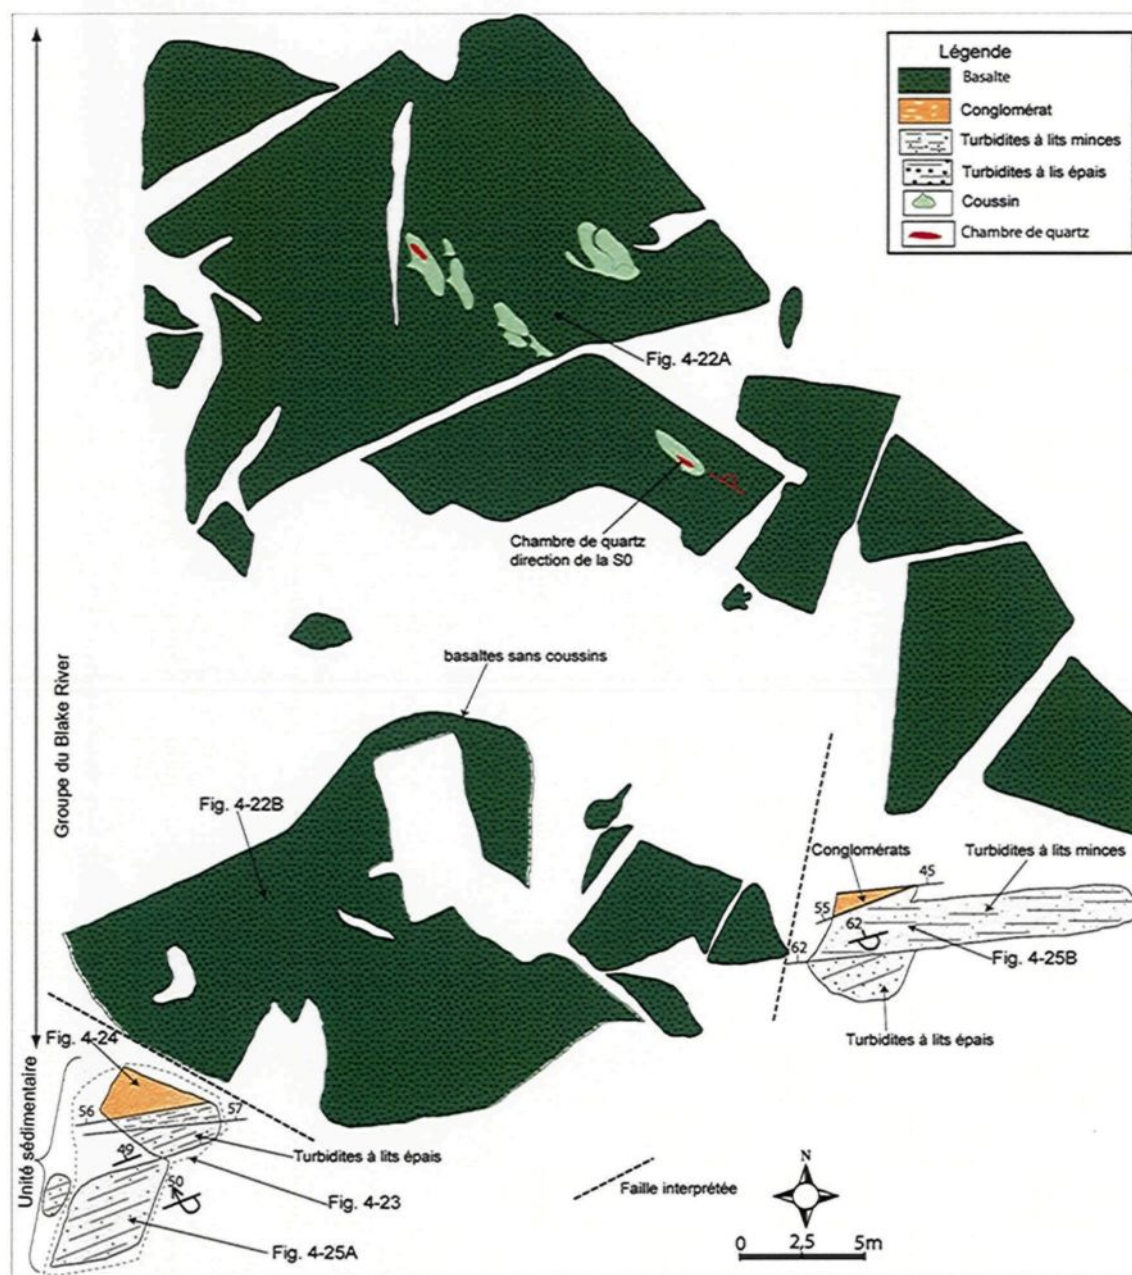 Légende
Basalte
Conglomérat
Turbidites à lits minces
Turbidites à lis épais
Coussin
Chambre de quartz
Fig. 4-22A
Chambre de quartz
direction de la S0
Groupe du Blake River
basaltes sans coussins
Fig. 4-22B
Conglomérats
45
Turbidites à lits minces
55
62
62
Fig. 4-25B
Turbidites à lits épais
Fig. 4-24
Unité sédimentaire
56
57
49
Turbidites à lits épais
50
Fig. 4-23
Fig. 4-25A
Faille interprétée
N
0 2,5 5m